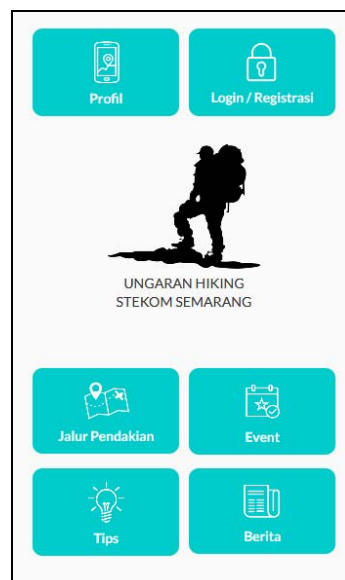 Profil
Login / Registrasi
UNGARAN HIKING
STEKOM SEMARANG
Jalur Pendakian
Event
Tips
Berita